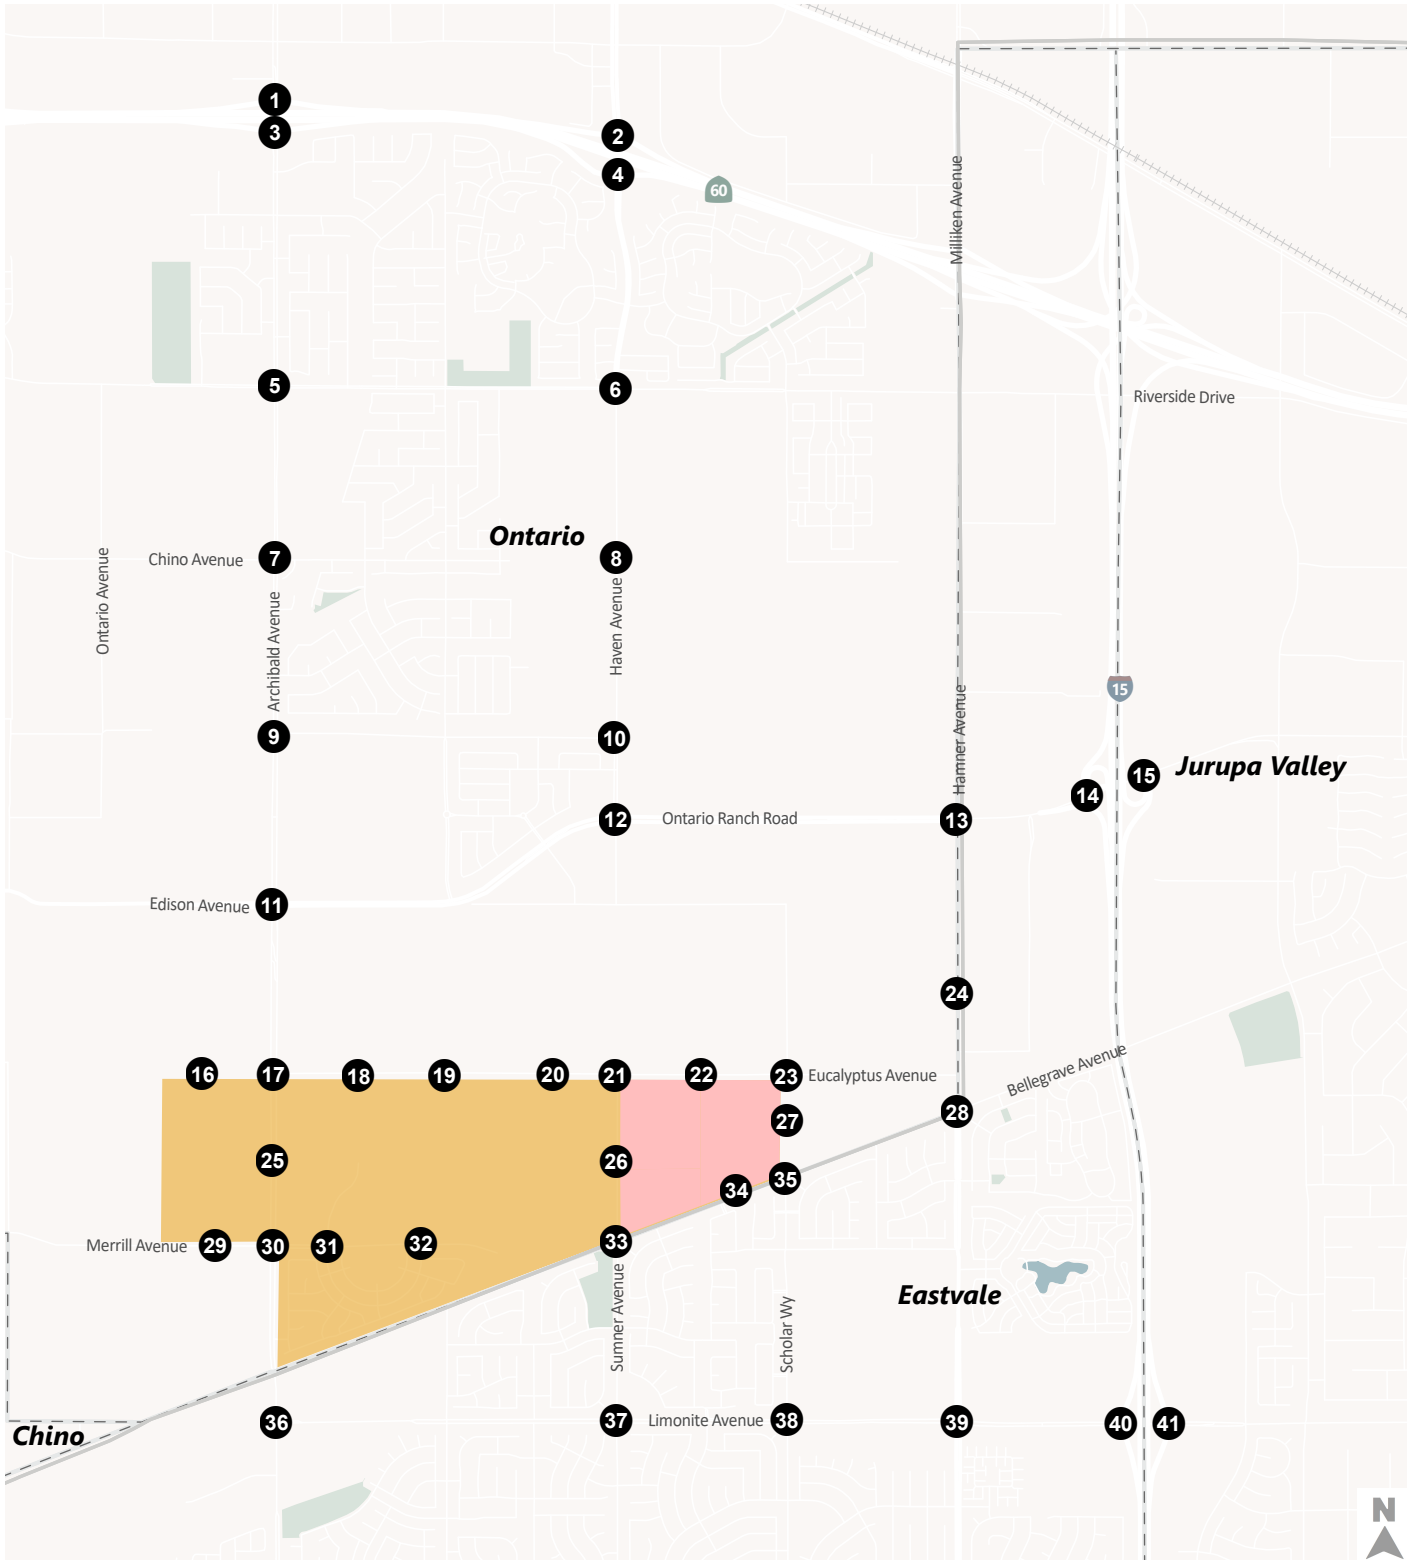 1
3
2
4
60
Milliken Avenue
5
6
Riverside Drive
Ontario
Chino Avenue
7
8
Ontario Avenue
Archibald Avenue
Haven Avenue
15
Hamner Avenue
9
10
Jurupa Valley
15
14
12
Ontario Ranch Road
13
Edison Avenue
11
24
16
17
18
19
20
21
22
23
Eucalyptus Avenue
Bellegrave Avenue
28
27
25
26
35
34
Merrill Avenue
29
30
31
32
33
Eastvale
Sumner Avenue
Scholar Wy
Chino
36
37
Limonite Avenue
38
39
40
41
N